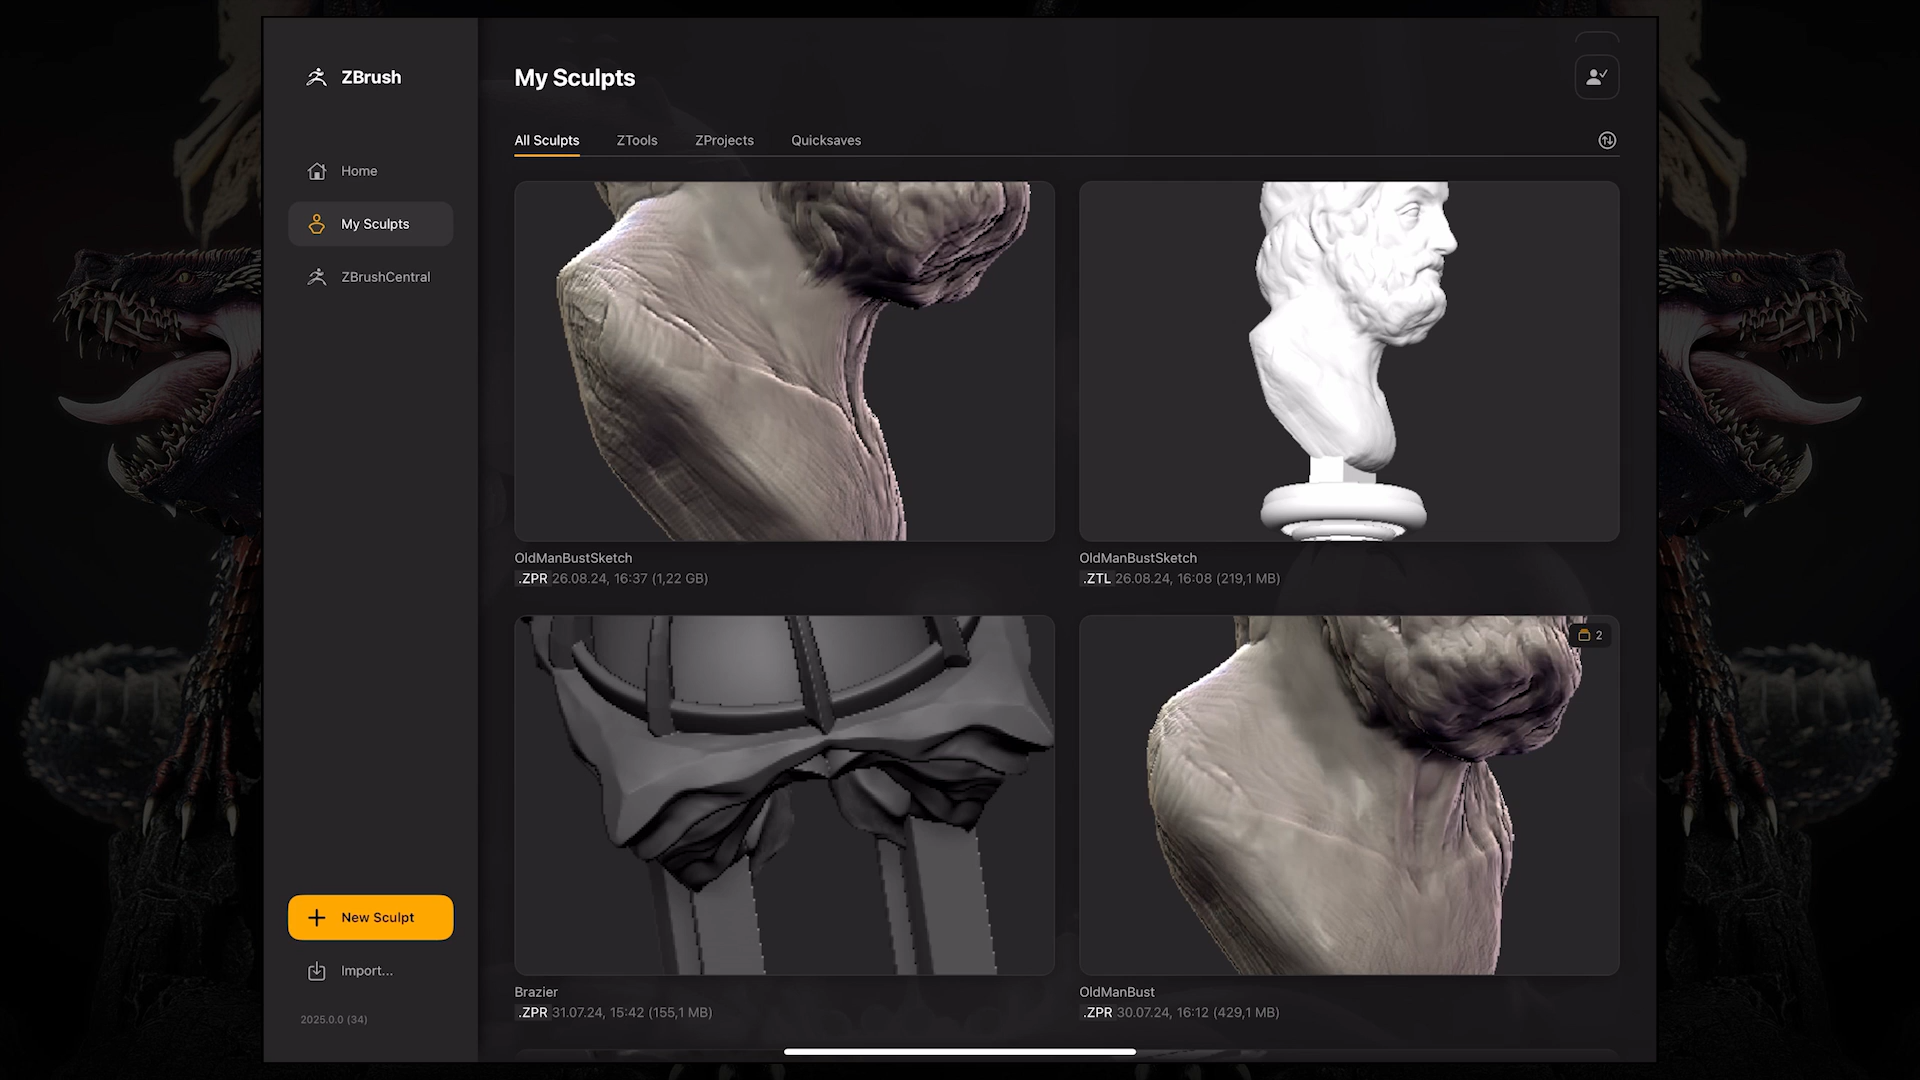 ZBrush
Home
My Sculpts
ZBrushCentral
New Sculpt
Import...
2025.0.0 (34)
My Sculpts
All Sculpts ZTools ZProjects Quicksaves
OldManBustSketch
.ZPR 26.08.24, 16:37 (1,22 GB)
OldManBustSketch
.ZTL 26.08.24, 16:08 (219,1 MB)
2
Brazier
.ZPR 31.07.24, 15:42 (155,1 MB)
OldManBust
.ZPR 30.07.24, 16:12 (429,1 MB)